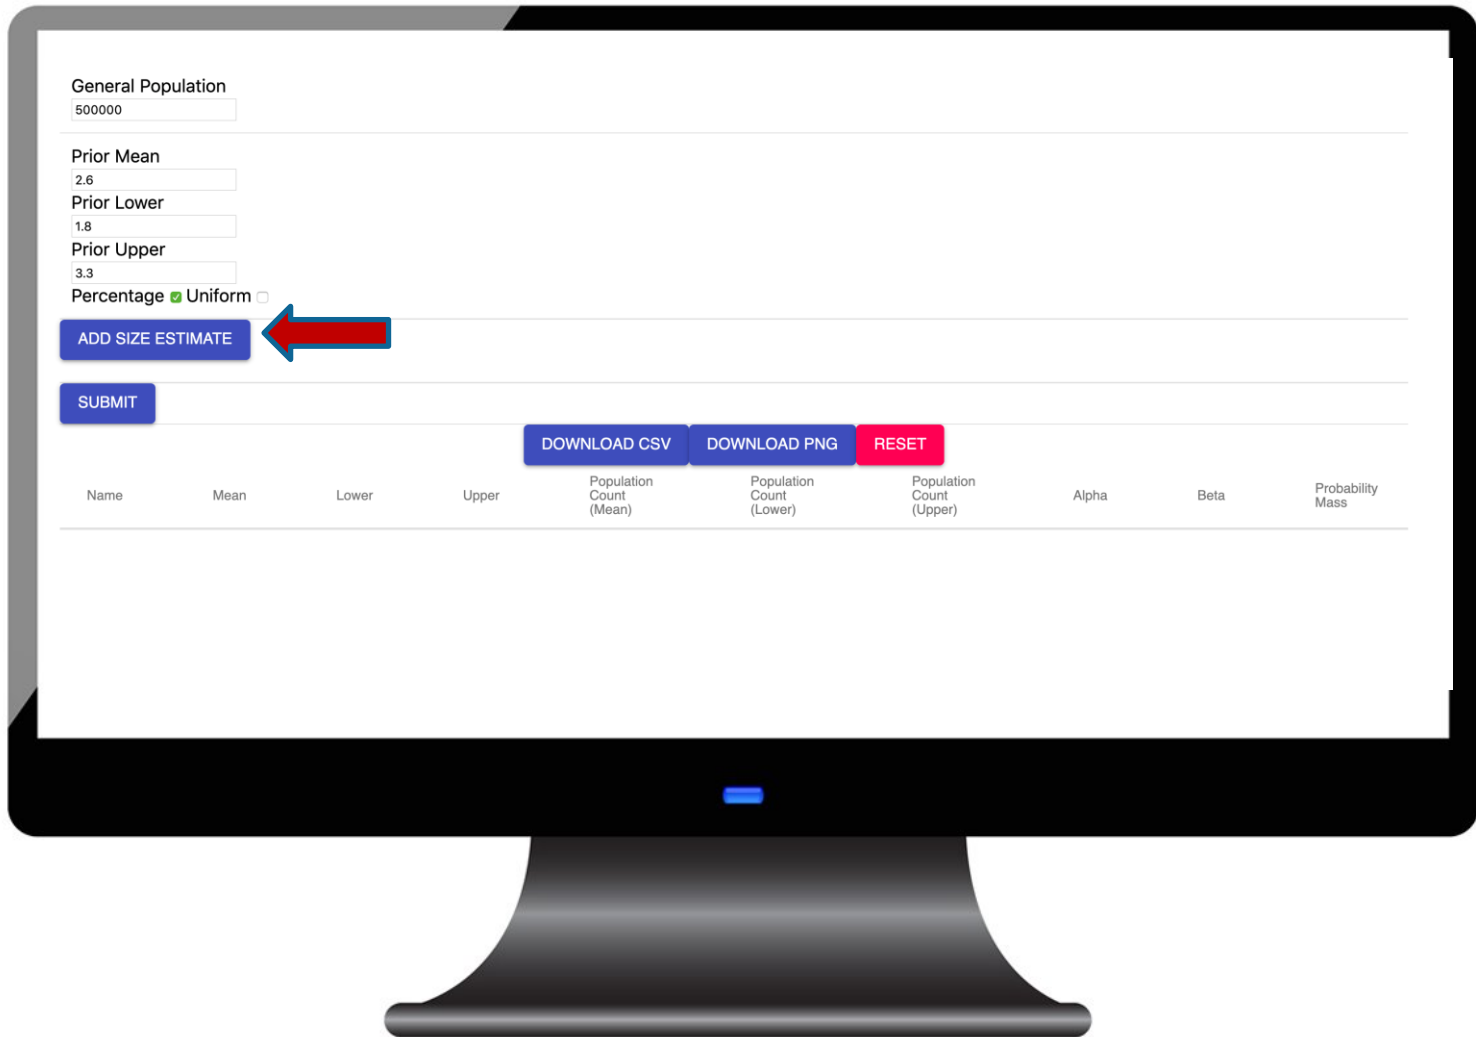 General Population
500000
Prior Mean
2.6
Prior Lower
1.8
Prior Upper
3.3
Percentage Uniform
ADD SIZE ESTIMATE
SUBMIT
DOWNLOAD CSV DOWNLOAD PNG RESET
Name Mean Lower Upper Population Count (Mean) Population Count (Lower) Population Count (Upper) Alpha Beta Probability Mass